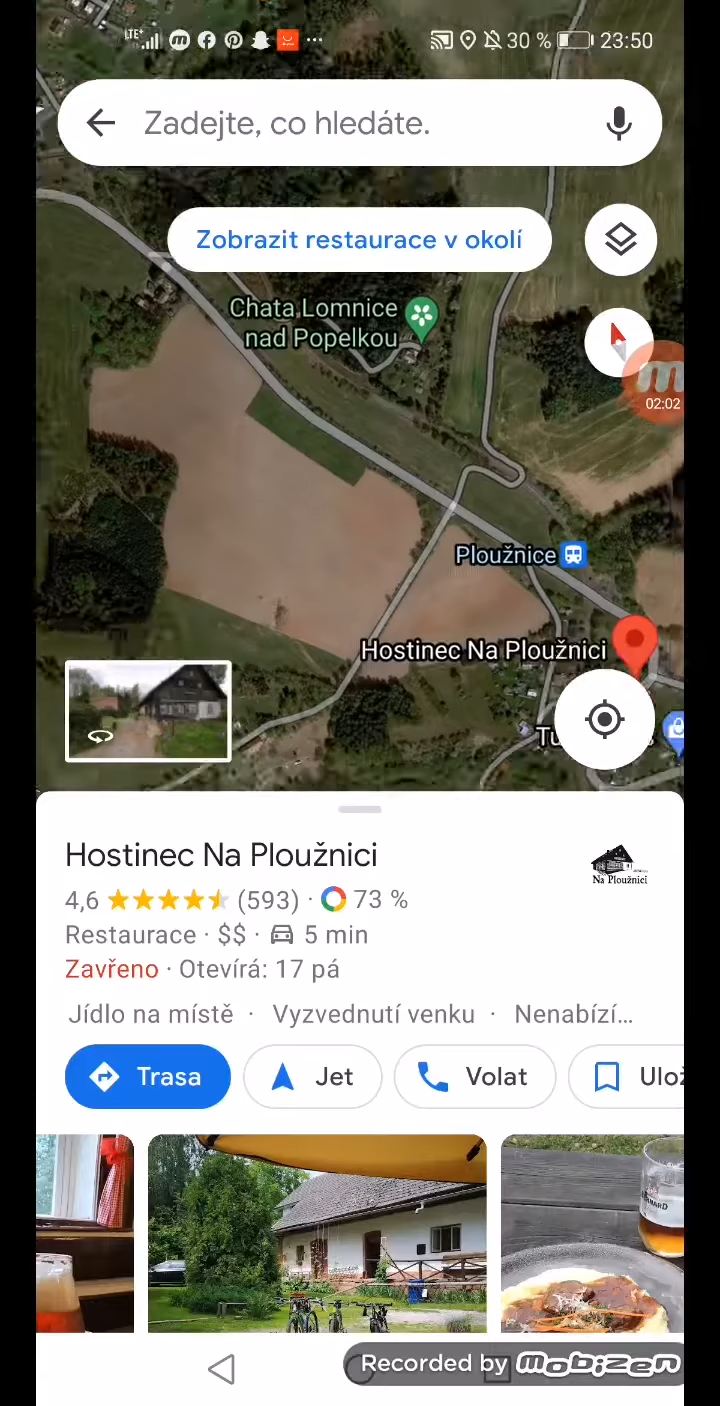 LTE+
30 %
23:50
Zadejte, co hledáte.
Zobrazit restaurace v okolí
Chata Lomnice
nad Popelkou
02:02
Ploužnice
Hostinec Na Ploužnici
Hostinec Na Ploužnici
Na Ploužnici
4,6 (593) · 73 %
Restaurace · $$ · 5 min
Zavřeno · Otevírá: 17 pá
Jídlo na místě · Vyzvednutí venku · Nenabízí…
Trasa
Jet
Volat
Recorded by mobizen